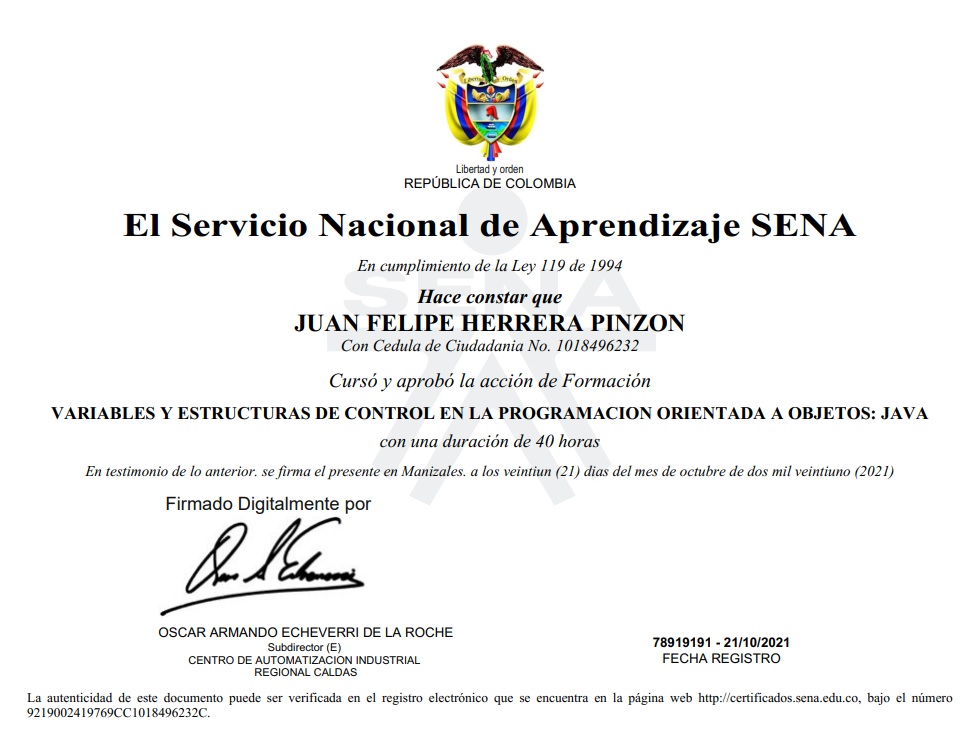 Libertad y Orden
Libertad y orden
REPÚBLICA DE COLOMBIA
El Servicio Nacional de Aprendizaje SENA
En cumplimiento de la Ley 119 de 1994
SENA
Hace constar que
JUAN FELIPE HERRERA PINZON
Con Cedula de Ciudadania No. 1018496232
Cursó y aprobó la acción de Formación
VARIABLES Y ESTRUCTURAS DE CONTROL EN LA PROGRAMACION ORIENTADA A OBJETOS: JAVA
con una duración de 40 horas
En testimonio de lo anterior. se firma el presente en Manizales. a los veintiun (21) dias del mes de octubre de dos mil veintiuno (2021)
Firmado Digitalmente por
OSCAR ARMANDO ECHEVERRI DE LA ROCHE
Subdirector (E)
CENTRO DE AUTOMATIZACION INDUSTRIAL
REGIONAL CALDAS
78919191 - 21/10/2021
FECHA REGISTRO
La autenticidad de este documento puede ser verificada en el registro electrónico que se encuentra en la página web http://certificados.sena.edu.co, bajo el número
9219002419769CC1018496232C.